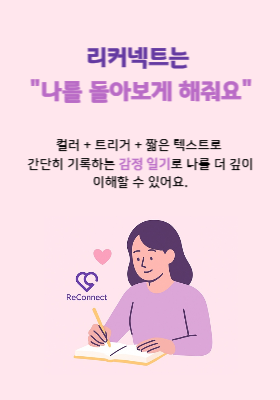 리커넥트는
"나를 돌아보게 해줘요"
컬러 + 트리거 + 짧은 텍스트로
간단히 기록하는 감정 일기로 나를 더 깊이
이해할 수 있어요.
ReConnect